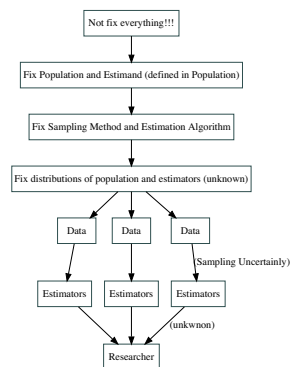 Not fix everything!!!
Fix Population and Estimand (defined in Population)
Fix Sampling Method and Estimation Algorithm
Fix distributions of population and estimators (unknown)
Data
Data
Data
(Sampling Uncertainly)
Estimators
Estimators
Estimators
(unkwnon)
Researcher